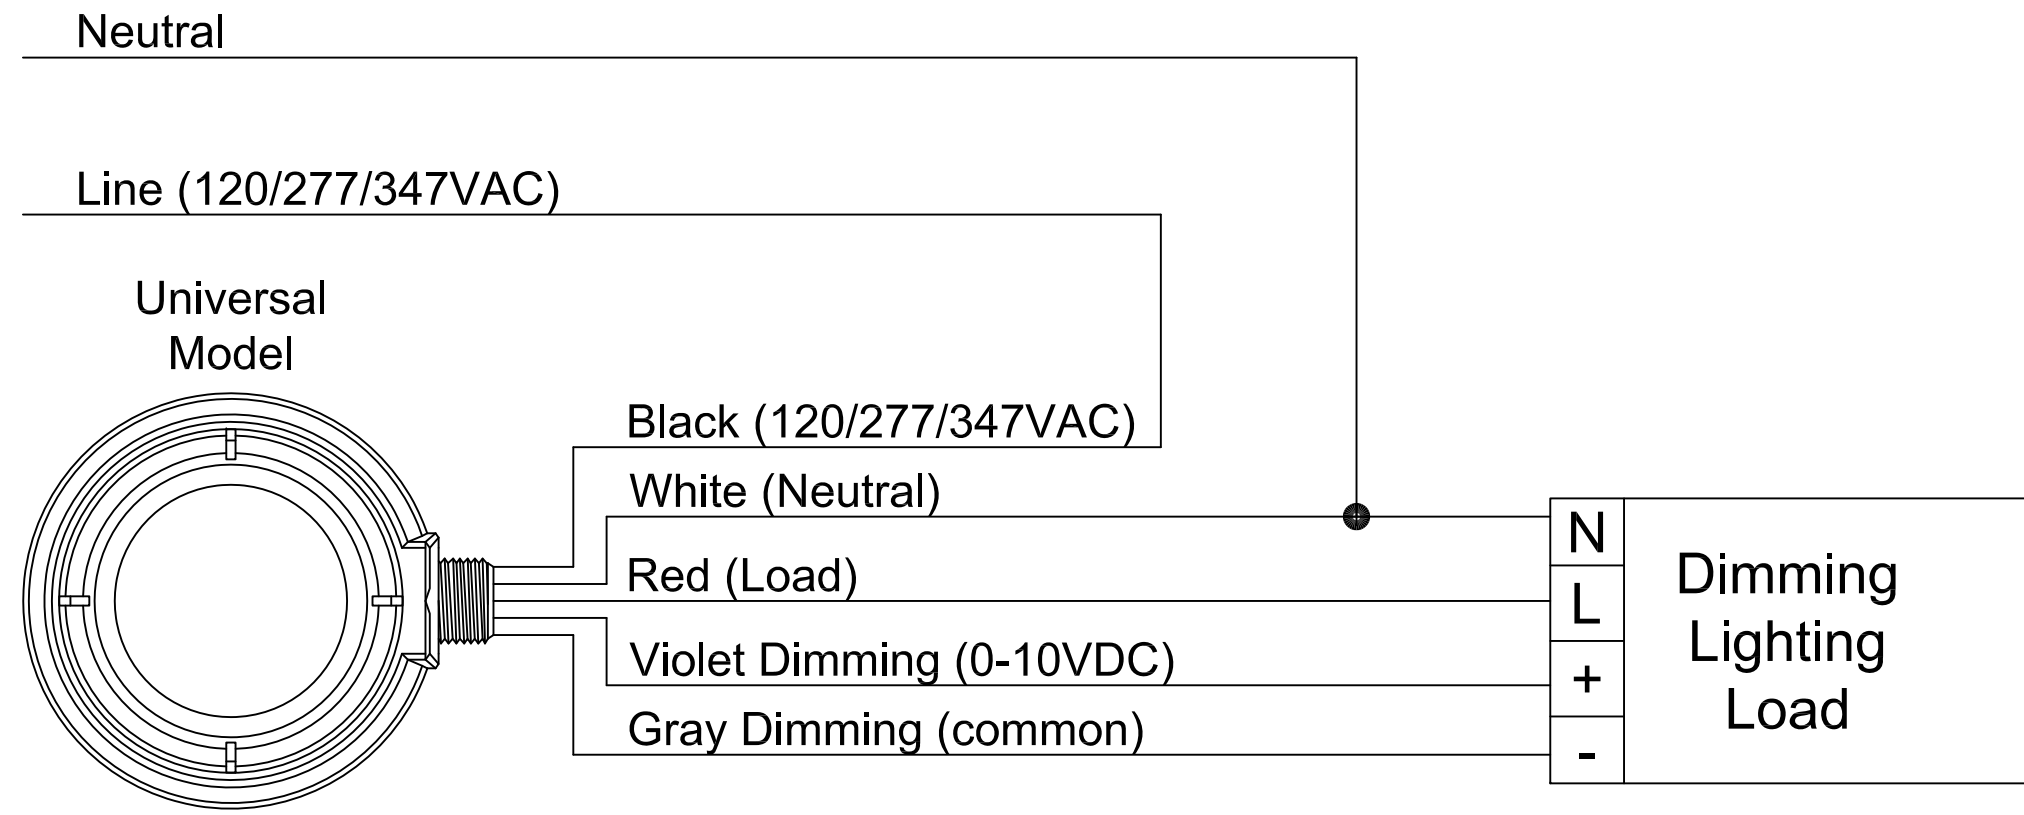 Neutral
Line (120/277/347VAC)
Universal
Model
Black (120/277/347VAC)
White (Neutral)
Red (Load)
Violet Dimming (0-10VDC)
Gray Dimming (common)
N
L
+
-
Dimming
Lighting
Load